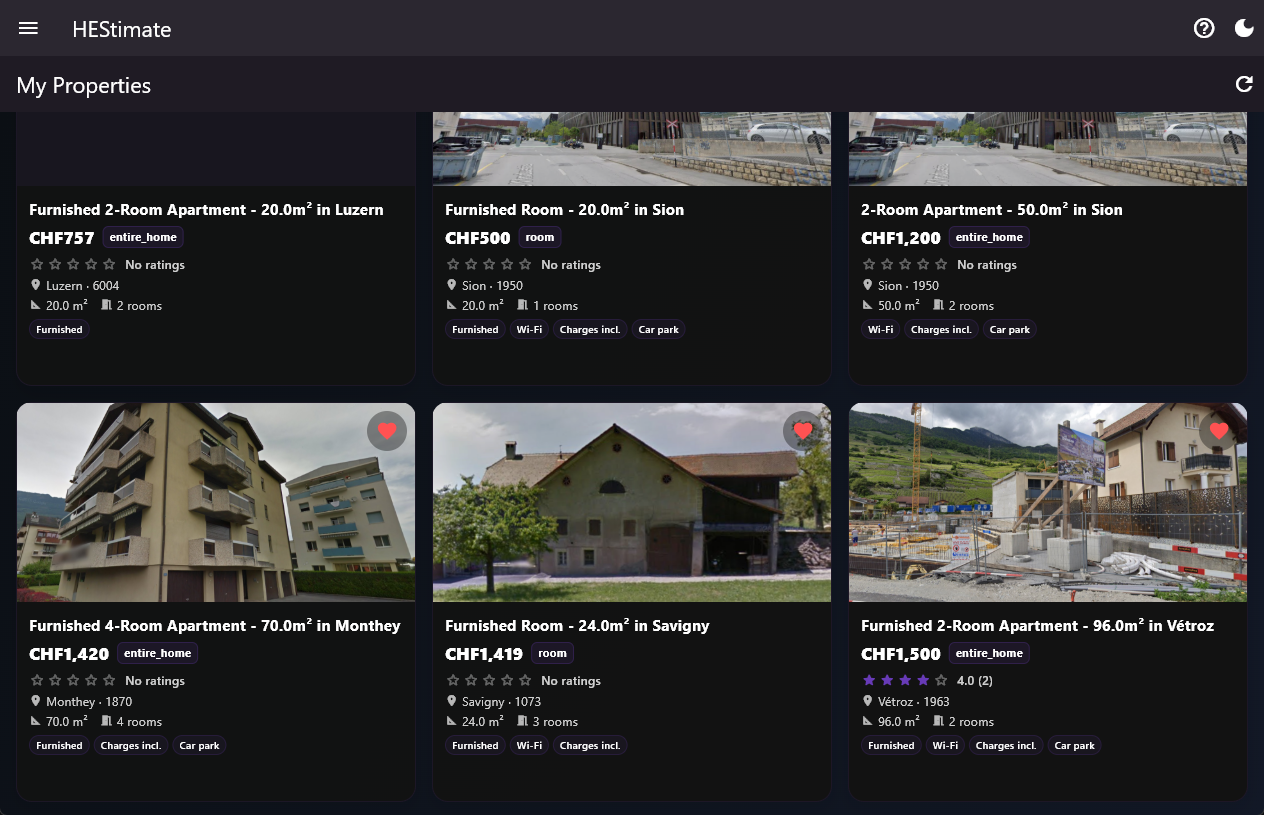 HEStimate
My Properties
Furnished 2-Room Apartment - 20.0m² in Luzern
CHF757 entire_home
No ratings
Luzern · 6004
20.0 m² 2 rooms
Furnished
Furnished Room - 20.0m² in Sion
CHF500 room
No ratings
Sion · 1950
20.0 m² 1 rooms
Furnished Wi-Fi Charges incl. Car park
2-Room Apartment - 50.0m² in Sion
CHF1,200 entire_home
No ratings
Sion · 1950
50.0 m² 2 rooms
Wi-Fi Charges incl. Car park
Furnished 4-Room Apartment - 70.0m² in Monthey
CHF1,420 entire_home
No ratings
Monthey · 1870
70.0 m² 4 rooms
Furnished Charges incl. Car park
Furnished Room - 24.0m² in Savigny
CHF1,419 room
No ratings
Savigny · 1073
24.0 m² 3 rooms
Furnished Wi-Fi Charges incl.
Furnished 2-Room Apartment - 96.0m² in Vétroz
CHF1,500 entire_home
4.0 (2)
Vétroz · 1963
96.0 m² 2 rooms
Furnished Wi-Fi Charges incl. Car park